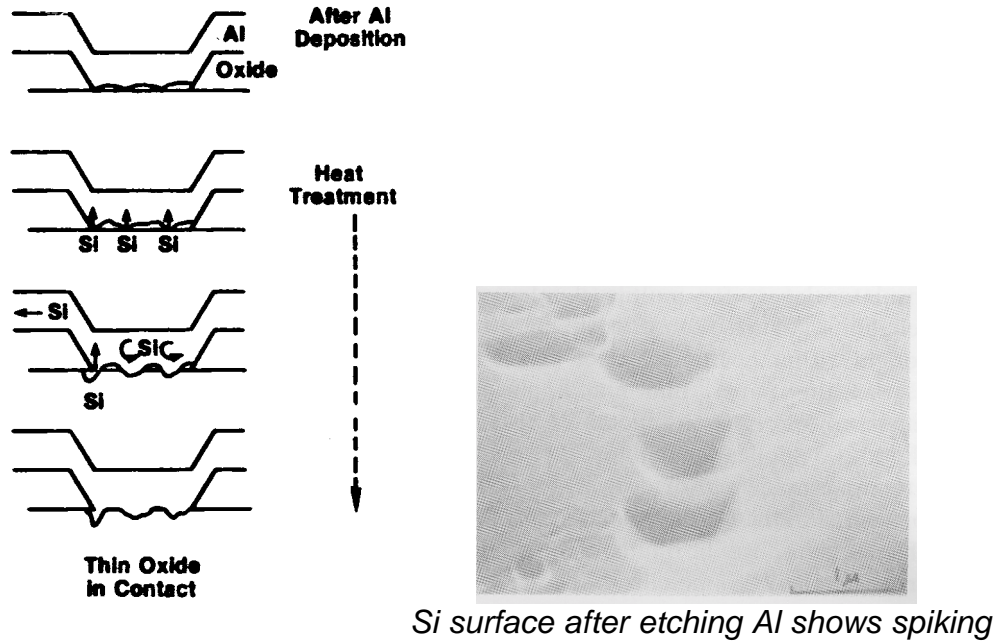 After Al
Deposition
Al
Oxide
Heat
Treatment
Si Si Si
Si
Si
Si
Thin Oxide
in Contact
1 μ
Si surface after etching Al shows spiking